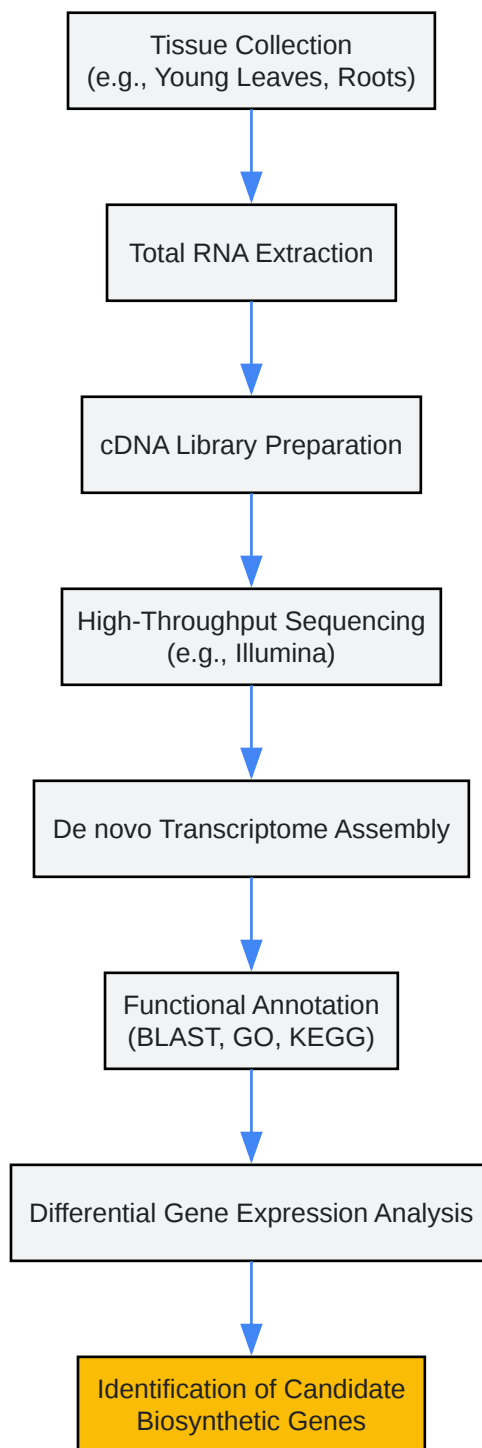 Tissue Collection
(e.g., Young Leaves, Roots)
Total RNA Extraction
cDNA Library Preparation
High-Throughput Sequencing
(e.g., Illumina)
De novo Transcriptome Assembly
Functional Annotation
(BLAST, GO, KEGG)
Differential Gene Expression Analysis
Identification of Candidate
Biosynthetic Genes